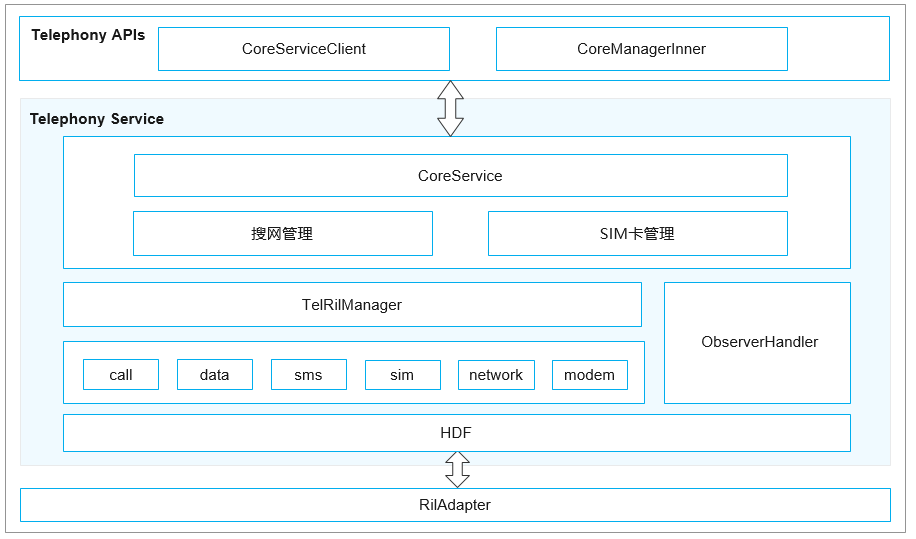 Telephony APIs
CoreServiceClient
CoreManagerInner
Telephony Service
CoreService
搜网管理
SIM卡管理
TelRilManager
ObserverHandler
call
data
sms
sim
network
modem
HDF
RilAdapter